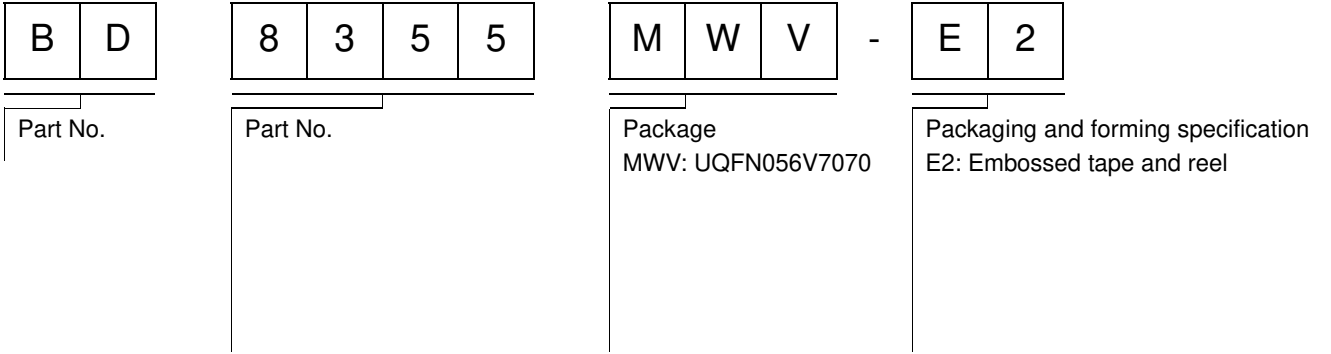 B D 8 3 5 5 M W V - E 2
Part No. Part No. Package Packaging and forming specification
MWV: UQFN056V7070 E2: Embossed tape and reel